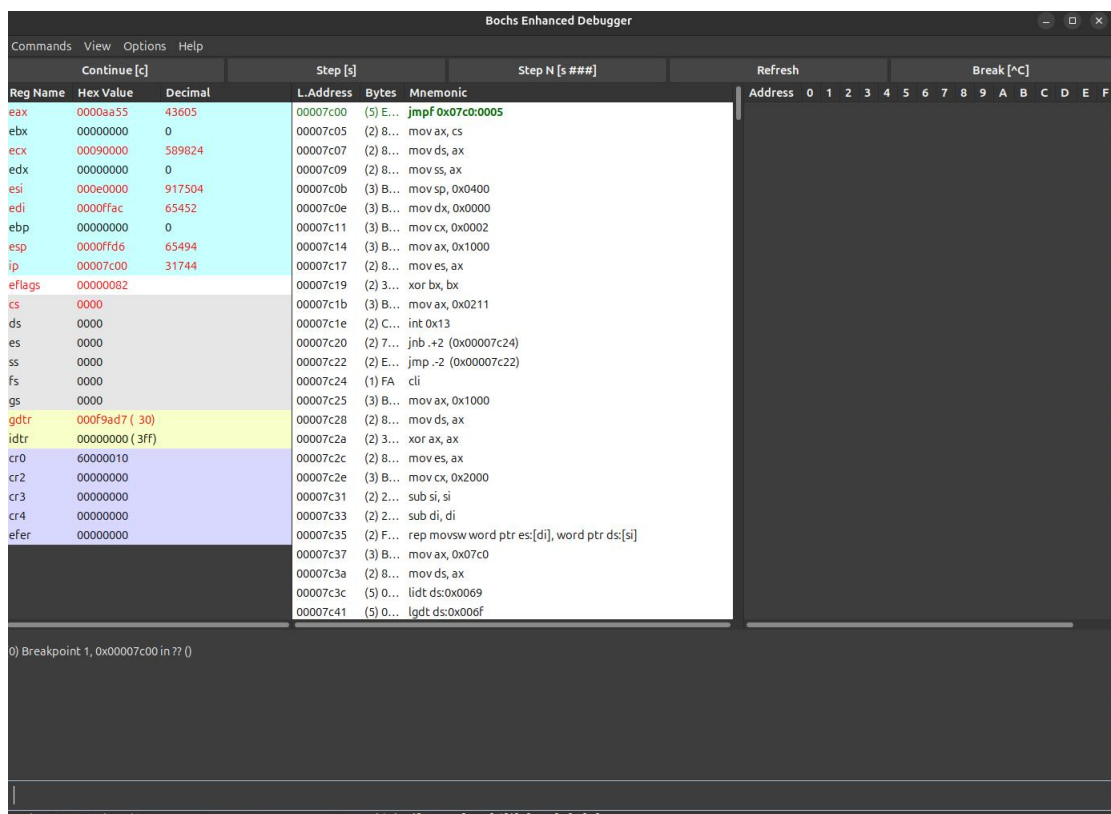 Bochs Enhanced Debugger
Commands View Options Help
Continue [c] Step [s] Step N [s ###] Refresh Break [^C]
Reg Name Hex Value Decimal L.Address Bytes Mnemonic Address 0 1 2 3 4 5 6 7 8 9 A B C D E F
eax 0000aa55 43605 00007c00 (5) E... jmpf 0x07c0:0005
ebx 00000000 0 00007c05 (2) 8... mov ax, cs
ecx 00090000 589824 00007c07 (2) 8... mov ds, ax
edx 00000000 0 00007c09 (2) 8... mov ss, ax
esi 000e0000 917504 00007c0b (3) B... mov sp, 0x0400
edi 0000ffac 65452 00007c0e (3) B... mov dx, 0x0000
ebp 00000000 0 00007c11 (3) B... mov cx, 0x0002
esp 0000ffd6 65494 00007c14 (3) B... mov ax, 0x1000
ip 00007c00 31744 00007c17 (2) 8... mov es, ax
eflags 00000082 00007c19 (2) 3... xor bx, bx
cs 0000 00007c1b (3) B... mov ax, 0x0211
ds 0000 00007c1e (2) C... int 0x13
es 0000 00007c20 (2) 7... jnb .+2 (0x00007c24)
ss 0000 00007c22 (2) E... jmp .-2 (0x00007c22)
fs 0000 00007c24 (1) FA cli
gs 0000 00007c25 (3) B... mov ax, 0x1000
gdtr 000f9ad7 ( 30) 00007c28 (2) 8... mov ds, ax
idtr 00000000 ( 3ff) 00007c2a (2) 3... xor ax, ax
cr0 60000010 00007c2c (2) 8... mov es, ax
cr2 00000000 00007c2e (3) B... mov cx, 0x2000
cr3 00000000 00007c31 (2) 2... sub si, si
cr4 00000000 00007c33 (2) 2... sub di, di
efer 00000000 00007c35 (2) F... rep movsw word ptr es:[di], word ptr ds:[si]
00007c37 (3) B... mov ax, 0x07c0
00007c3a (2) 8... mov ds, ax
00007c3c (5) 0... lidt ds:0x0069
00007c41 (5) 0... lgdt ds:0x006f
0) Breakpoint 1, 0x00007c00 in ?? ()